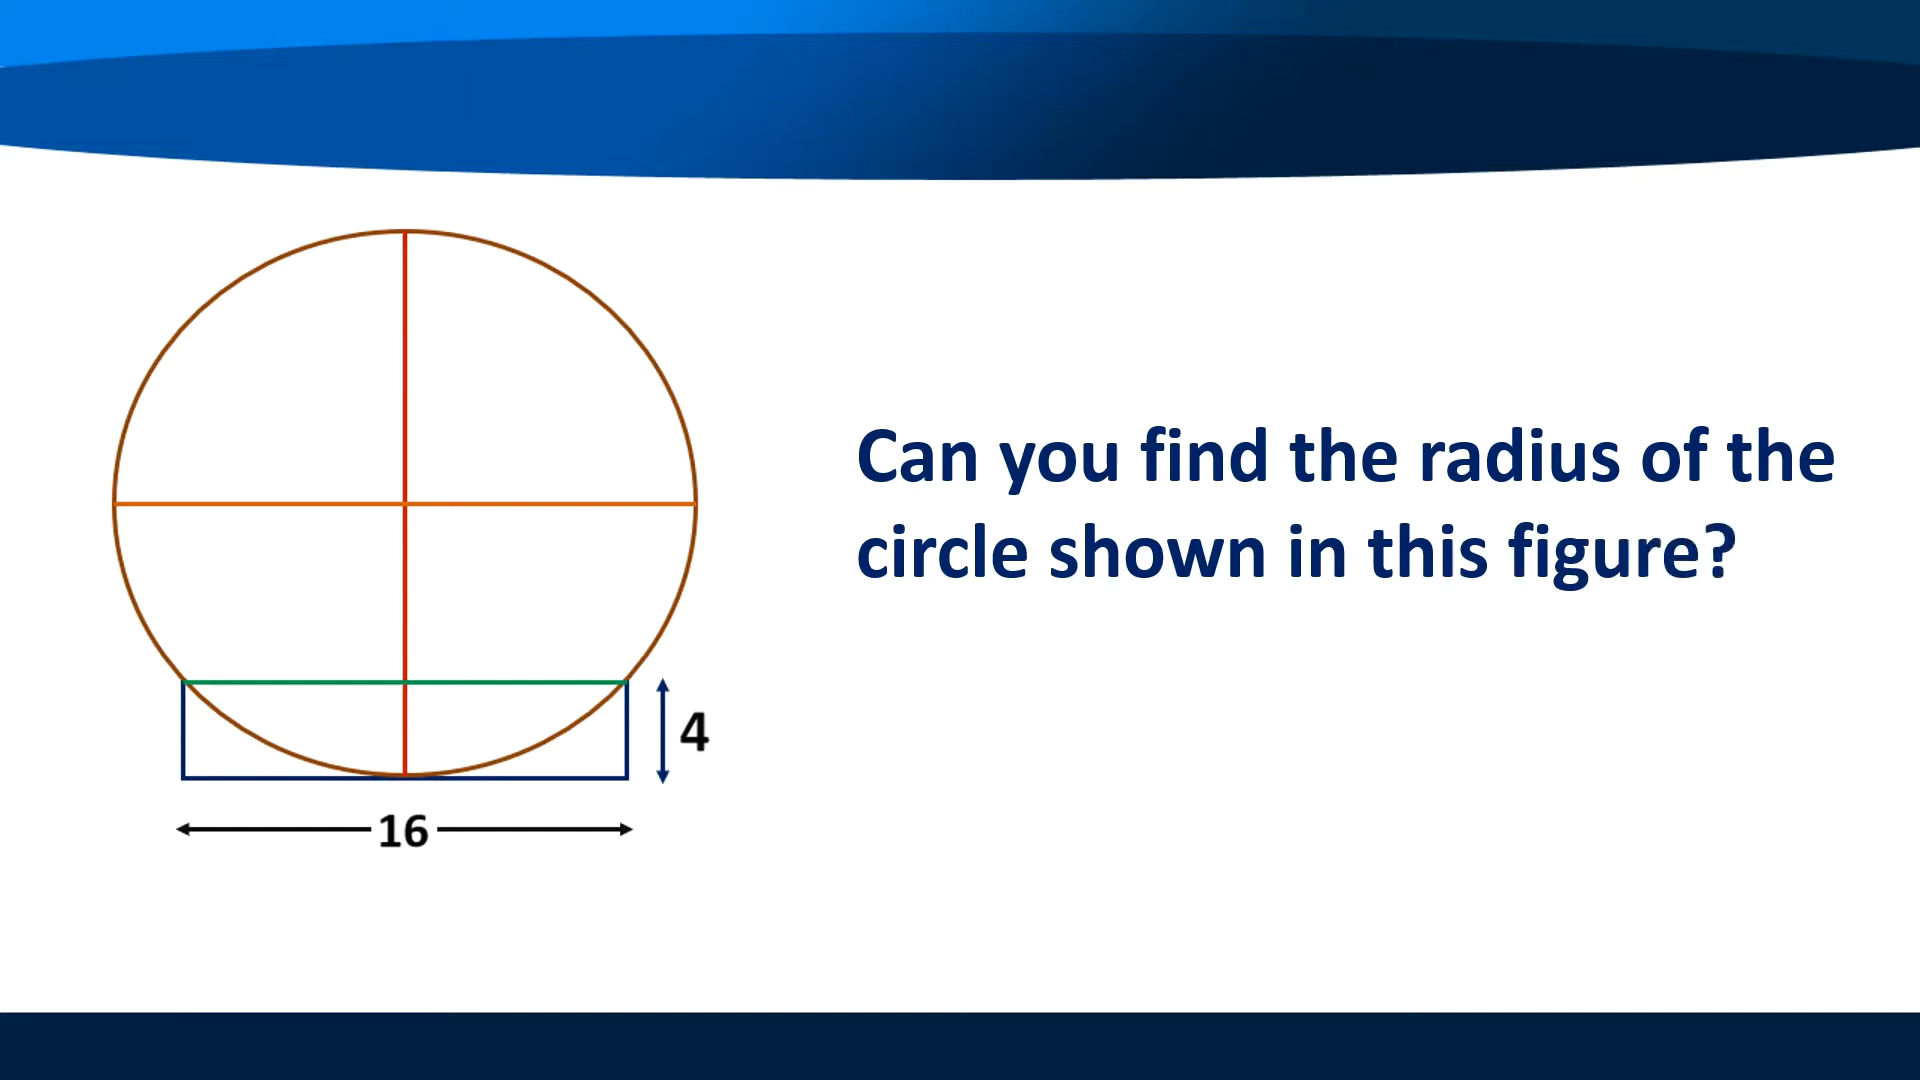 Can you find the radius of the
circle shown in this figure?
4
16